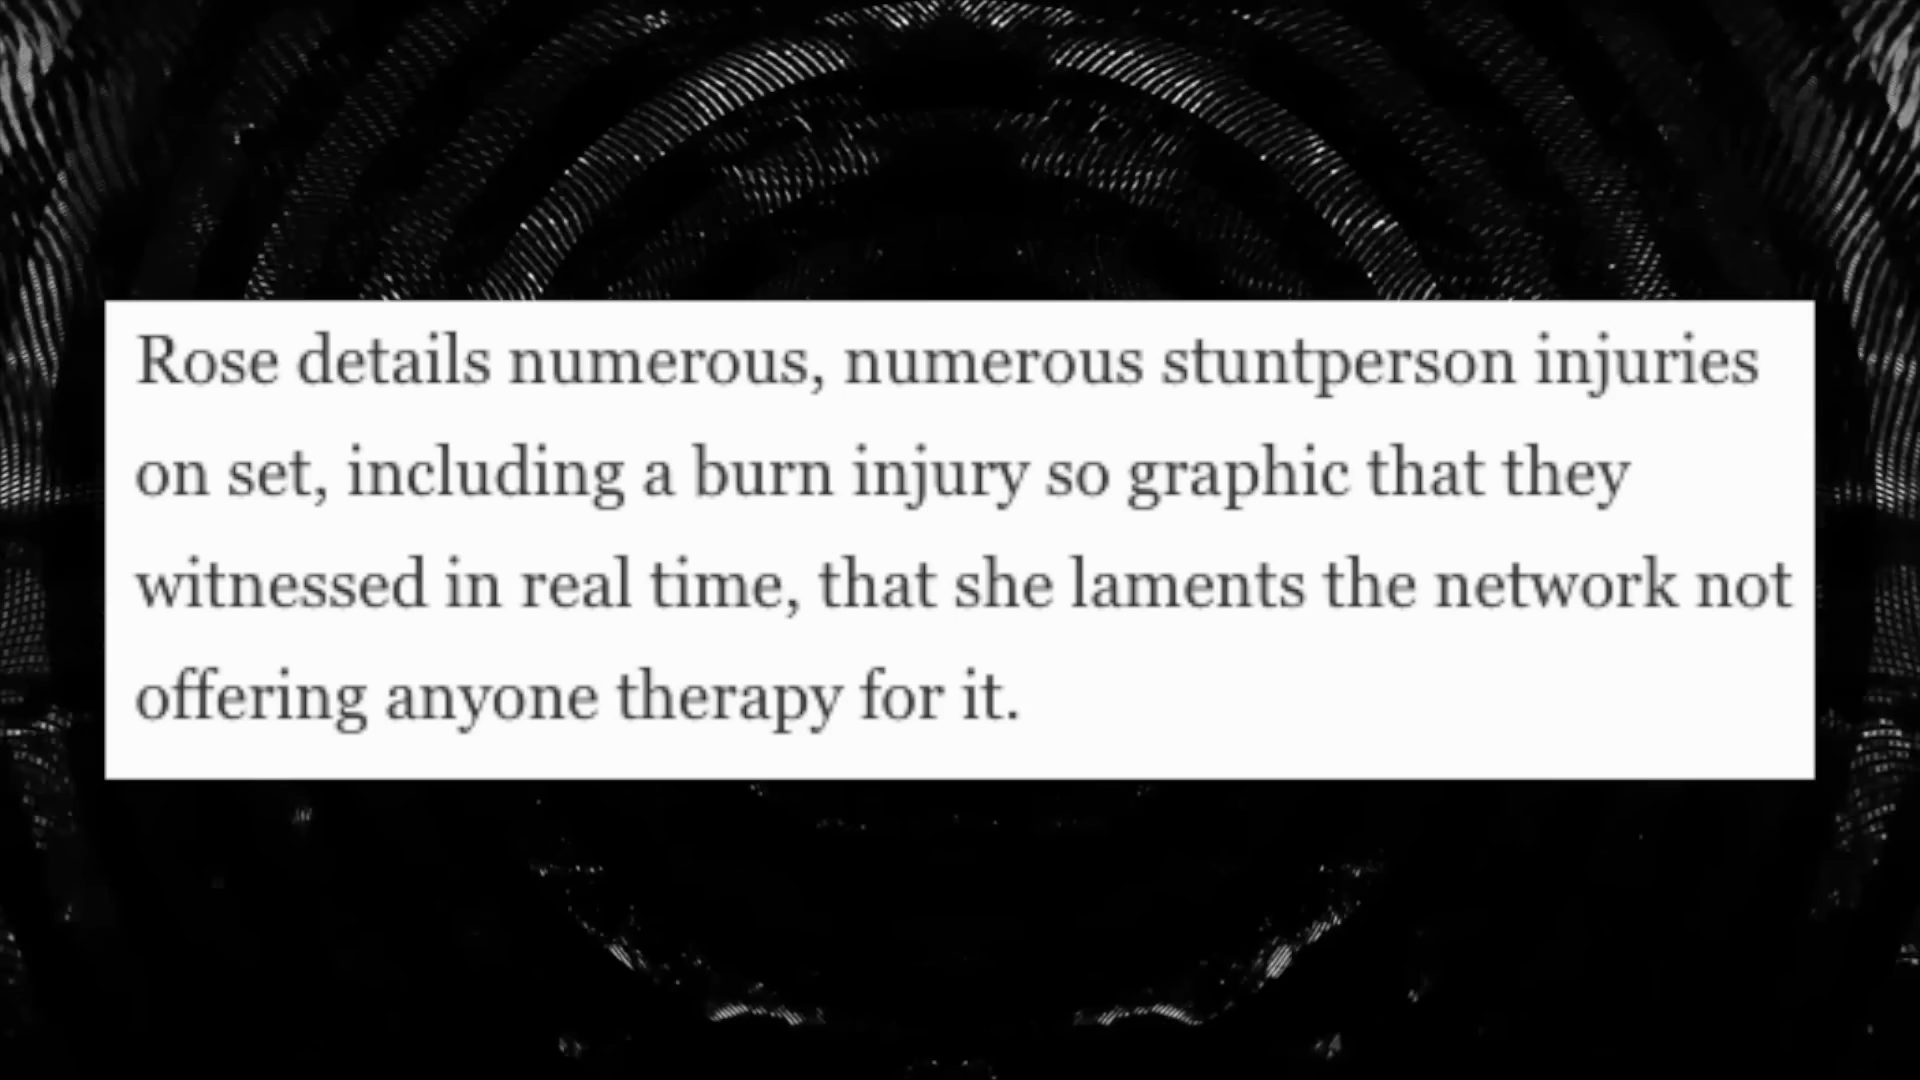 Rose details numerous, numerous stuntperson injuries
on set, including a burn injury so graphic that they
witnessed in real time, that she laments the network not
offering anyone therapy for it.